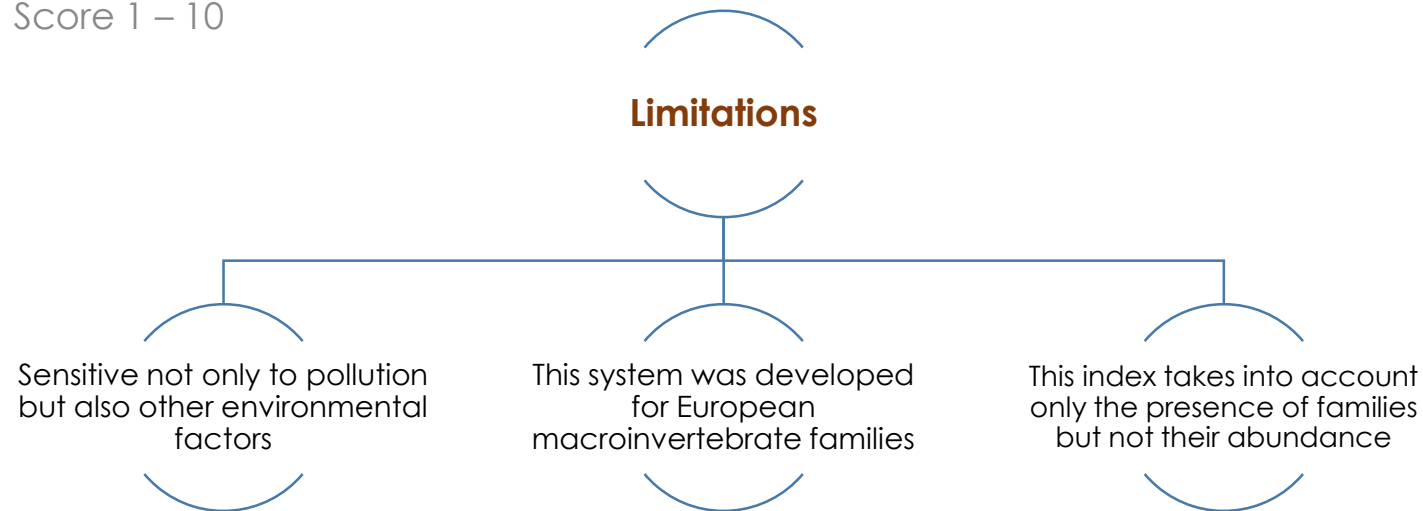 Score 1 – 10
Limitations
Sensitive not only to pollution
but also other environmental
factors
This system was developed
for European
macroinvertebrate families
This index takes into account
only the presence of families
but not their abundance